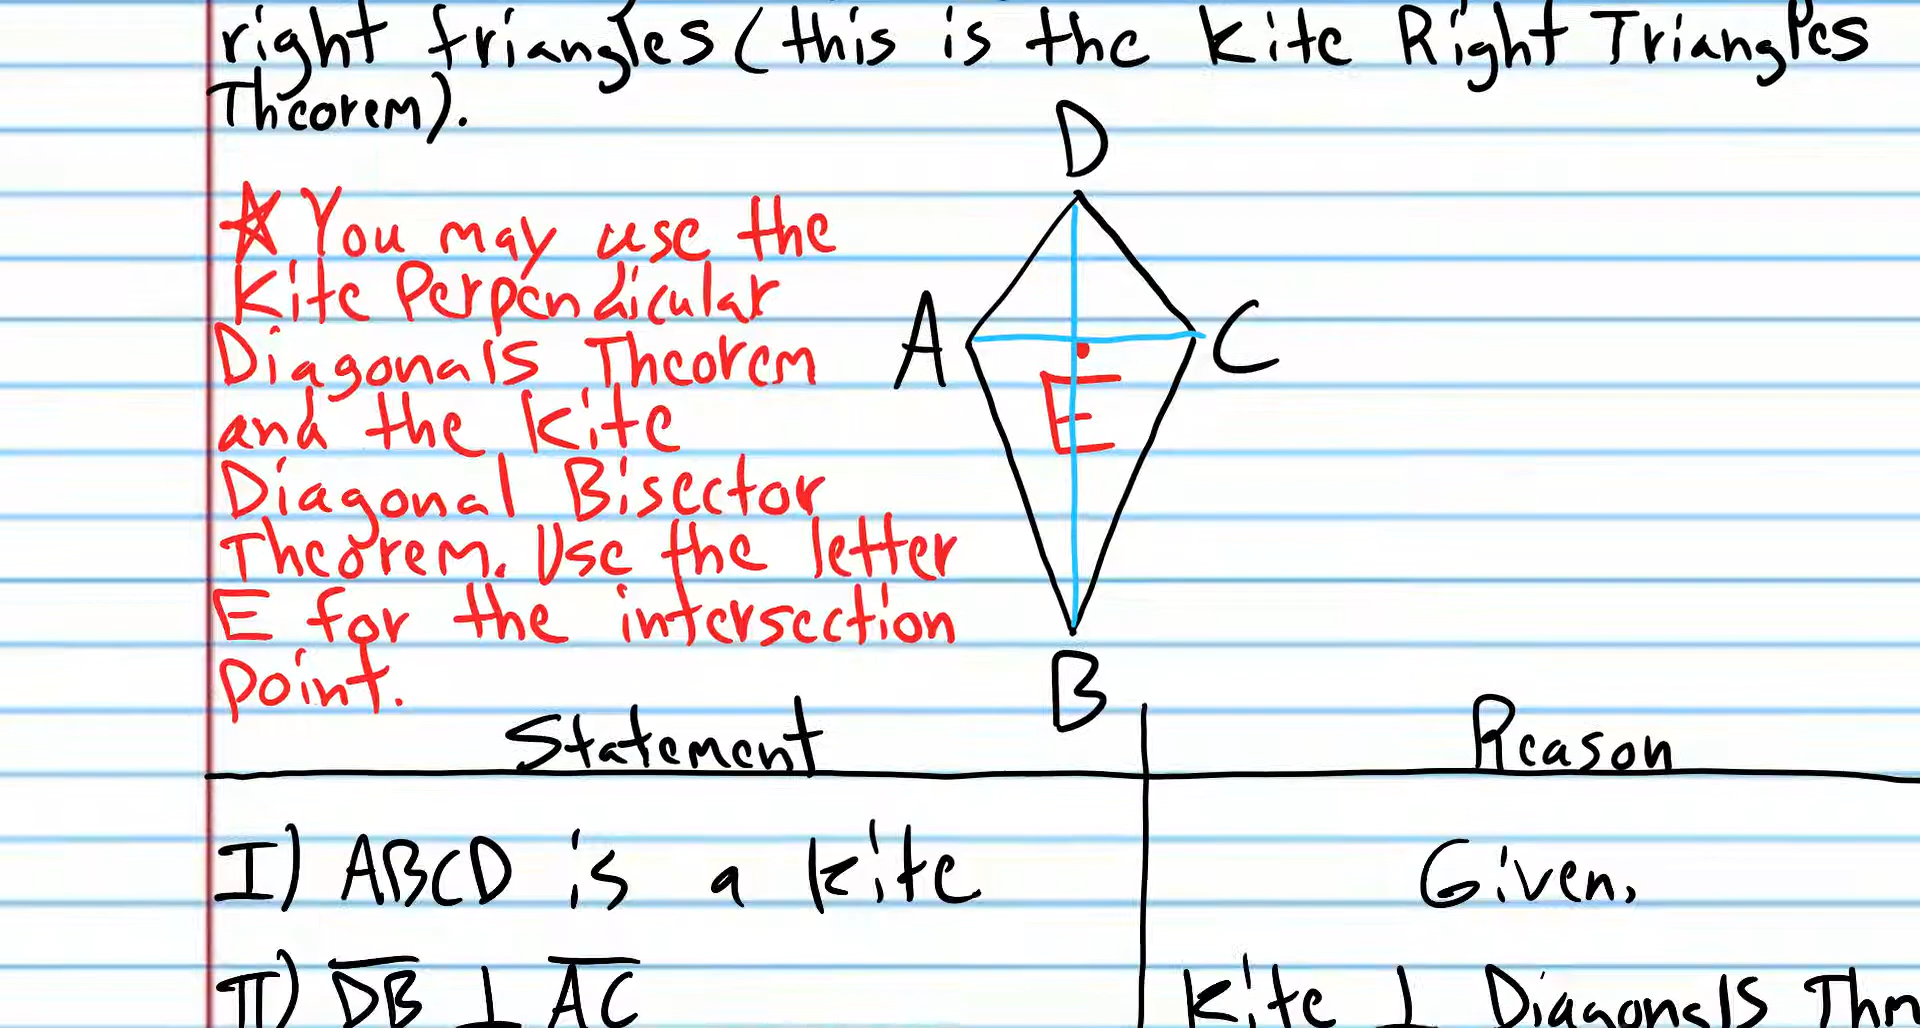 right triangles (this is the Kite Right Triangles
Theorem).
D
☆ You may use the
Kite Perpendicular
Diagonals Theorem
and the Kite
Diagonal Bisector
Theorem. Use the letter
E for the intersection
point.
A
C
E
B
Statement Reason
I) ABCD is a kite Given.
II) D̅B̅ ⊥ A̅C̅ Kite ⊥ Diagonals Thm